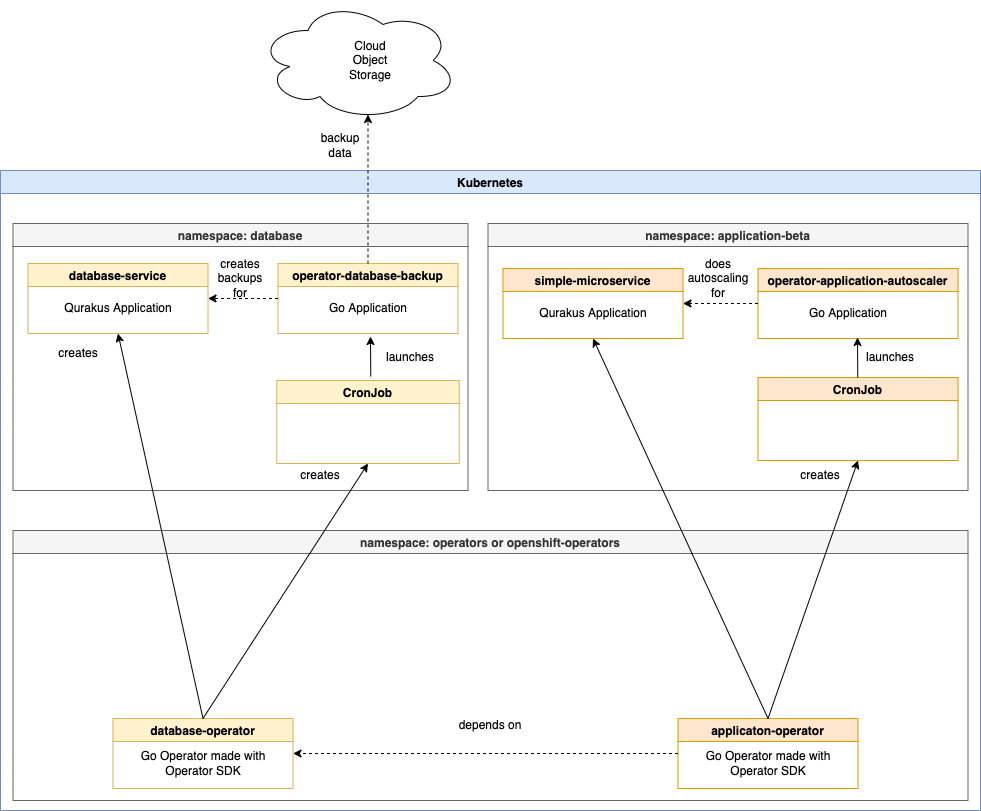 Cloud
Object
Storage
backup
data
Kubernetes
namespace: database
namespace: application-beta
database-service
Qurakus Application
creates
backups
for
operator-database-backup
Go Application
simple-microservice
Qurakus Application
does
autoscaling
for
operator-application-autoscaler
Go Application
creates
launches
launches
CronJob
CronJob
creates
creates
namespace: operators or openshift-operators
database-operator
Go Operator made with
Operator SDK
depends on
applicaton-operator
Go Operator made with
Operator SDK